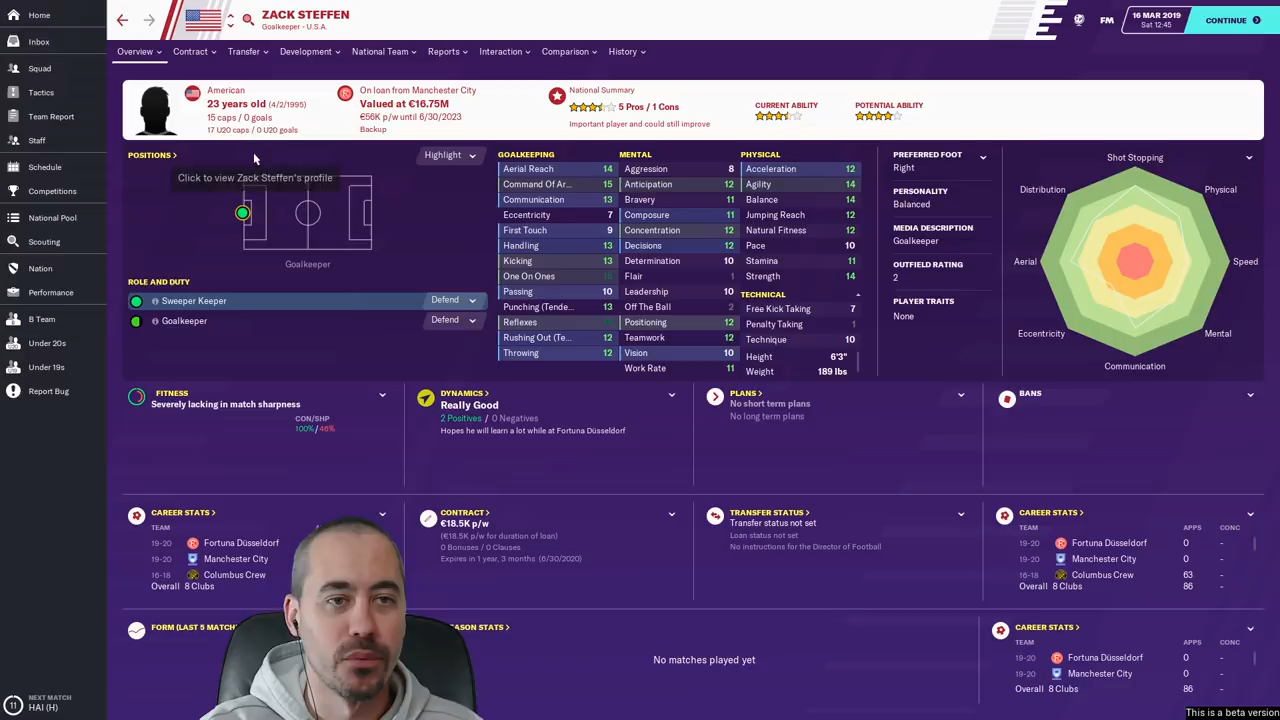 Home
Inbox
Squad
Tactics
Team Report
Staff
Schedule
Competitions
National Pool
Scouting
Nation
Performance
B Team
Under 20s
Under 19s
Report Bug
11
NEXT MATCH
HAI (H)
ZACK STEFFEN
Goalkeeper - U.S.A.
FM
16 MAR 2019
Sat 12:45
CONTINUE
Overview
Contract
Transfer
Development
National Team
Reports
Interaction
Comparison
History
American
23 years old (4/2/1995)
15 caps / 0 goals
17 U20 caps / 0 U20 goals
On loan from Manchester City
Valued at €16.75M
€56K p/w until 6/30/2023
Backup
National Summary
5 Pros / 1 Cons
Important player and could still improve
CURRENT ABILITY
POTENTIAL ABILITY
POSITIONS
Highlight
Click to view Zack Steffen's profile
Goalkeeper
ROLE AND DUTY
Sweeper Keeper Defend
Goalkeeper Defend
GOALKEEPING
Aerial Reach 14
Command Of Ar... 15
Communication 13
Eccentricity 7
First Touch 9
Handling 13
Kicking 13
One On Ones
Passing 10
Punching (Tende... 13
Reflexes
Rushing Out (Te... 12
Throwing 12
MENTAL
Aggression 8
Anticipation 12
Bravery 11
Composure 11
Concentration 12
Decisions 12
Determination 10
Flair 1
Leadership 10
Off The Ball 2
Positioning 12
Teamwork 12
Vision 10
Work Rate 11
PHYSICAL
Acceleration 12
Agility 14
Balance 14
Jumping Reach 12
Natural Fitness 12
Pace 10
Stamina 11
Strength 14
TECHNICAL
Free Kick Taking 7
Penalty Taking 1
Technique 10
Height 6'3"
Weight 189 lbs
PREFERRED FOOT
Right
PERSONALITY
Balanced
MEDIA DESCRIPTION
Goalkeeper
OUTFIELD RATING
2
PLAYER TRAITS
None
Shot Stopping
Distribution
Physical
Aerial
Speed
Eccentricity
Mental
Communication
FITNESS
Severely lacking in match sharpness
CON/SHP
100% / 46%
DYNAMICS
Really Good
2 Positives / 0 Negatives
Hopes he will learn a lot while at Fortuna Düsseldorf
PLANS
No short term plans
No long term plans
BANS
CAREER STATS
TEAM
19-20 Fortuna Düsseldorf
19-20 Manchester City
16-18 Columbus Crew
Overall 8 Clubs
CONTRACT
€18.5K p/w
(€18.5K p/w for duration of loan)
0 Bonuses / 0 Clauses
Expires in 1 year, 3 months (6/30/2020)
TRANSFER STATUS
Transfer status not set
Loan status not set
No instructions for the Director of Football
CAREER STATS
TEAM APPS CONC
19-20 Fortuna Düsseldorf 0 -
19-20 Manchester City 0 -
16-18 Columbus Crew 63 -
Overall 8 Clubs 86 -
FORM (LAST 5 MATCH
EASON STATS
No matches played yet
CAREER STATS
TEAM APPS CONC
19-20 Fortuna Düsseldorf 0 -
19-20 Manchester City 0 -
Overall 8 Clubs 86 -
This is a beta version